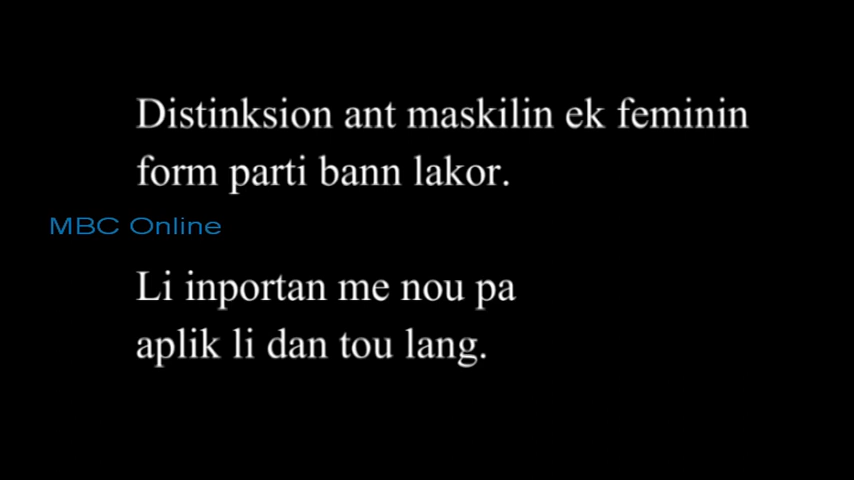 Distinksion ant maskilin ek feminin
form parti bann lakor.
MBC Online
Li inportan me nou pa
aplik li dan tou lang.